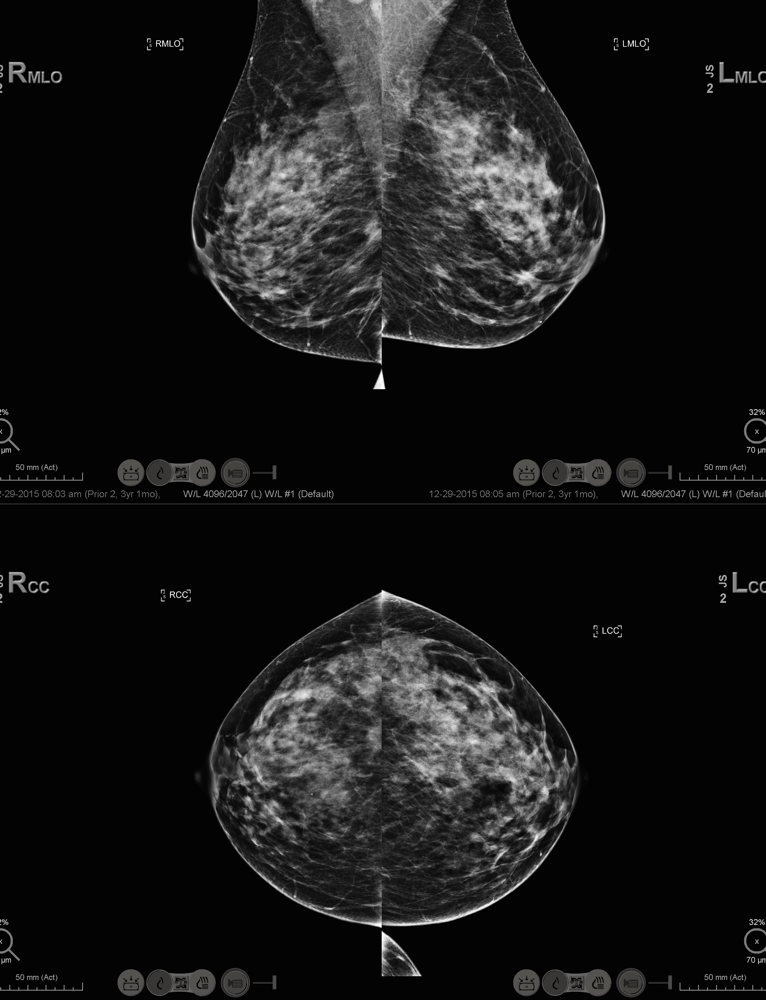 RMLO
LMLO
JS
RMLO
JS
2
LMLO
2%
32%
x
x
µm
70 µm
50 mm (Act)
50 mm (Act)
2-29-2015 08:03 am (Prior 2, 3yr 1mo), W/L 4096/2047 (L) W/L #1 (Default)
12-29-2015 08:05 am (Prior 2, 3yr 1mo), W/L 4096/2047 (L) W/L #1 (Defaul
RCC
JS
2
LCC
RCC
LCC
2%
32%
x
x
µm
70 µm
50 mm (Act)
50 mm (Act)